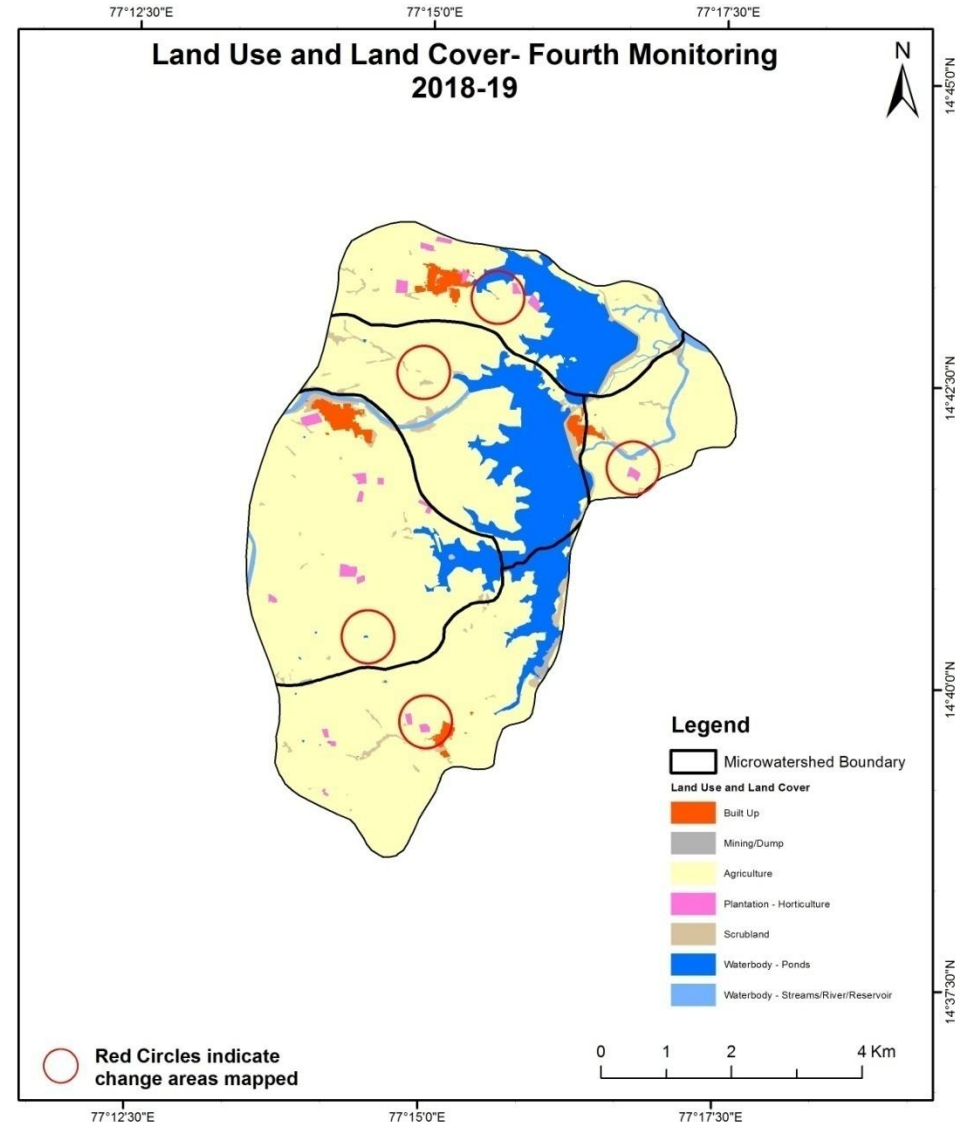 77°12'30"E 77°15'0"E 77°17'30"E
Land Use and Land Cover- Fourth Monitoring
2018-19
N
14°45'0"N
14°42'30"N
14°40'0"N
14°37'30"N
Legend
Microwatershed Boundary
Land Use and Land Cover
Built Up
Mining/Dump
Agriculture
Plantation - Horticulture
Scrubland
Waterbody - Ponds
Waterbody - Streams/River/Reservoir
Red Circles indicate
change areas mapped
0 1 2 4 Km
77°12'30"E 77°15'0"E 77°17'30"E